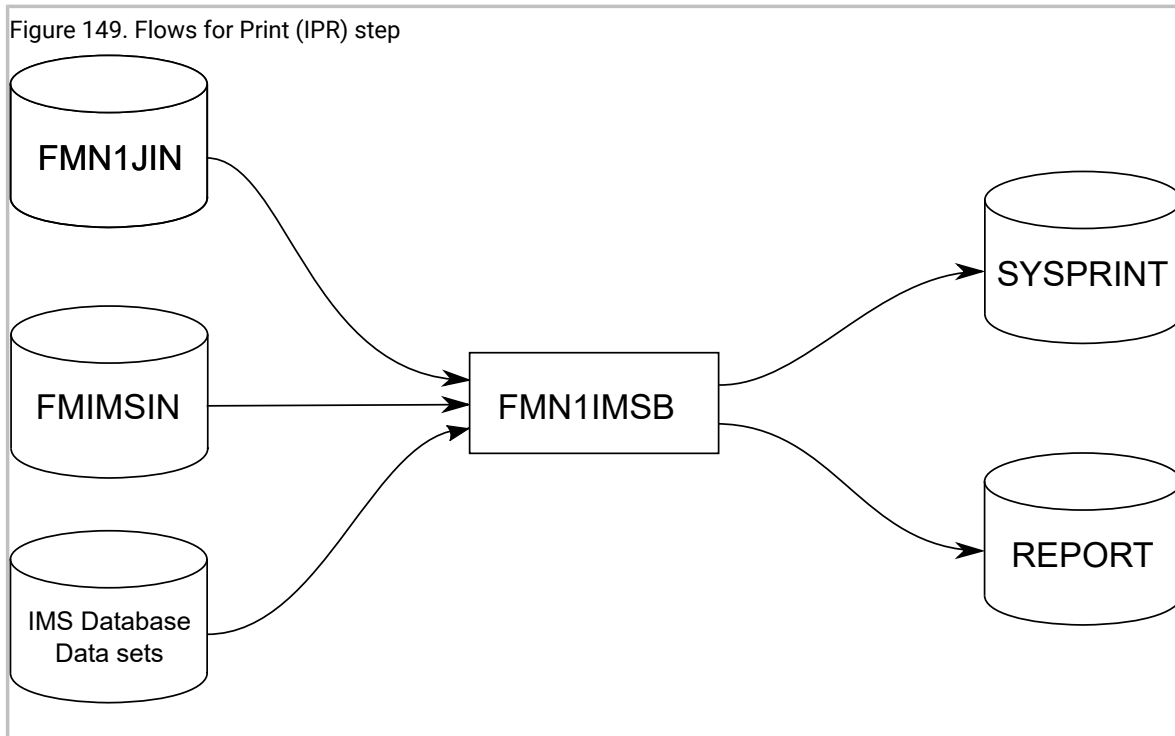 Figure 149. Flows for Print (IPR) step
FMN1JIN
SYSPRINT
FMIMSIN
FMN1IMSB
REPORT
IMS Database
Data sets